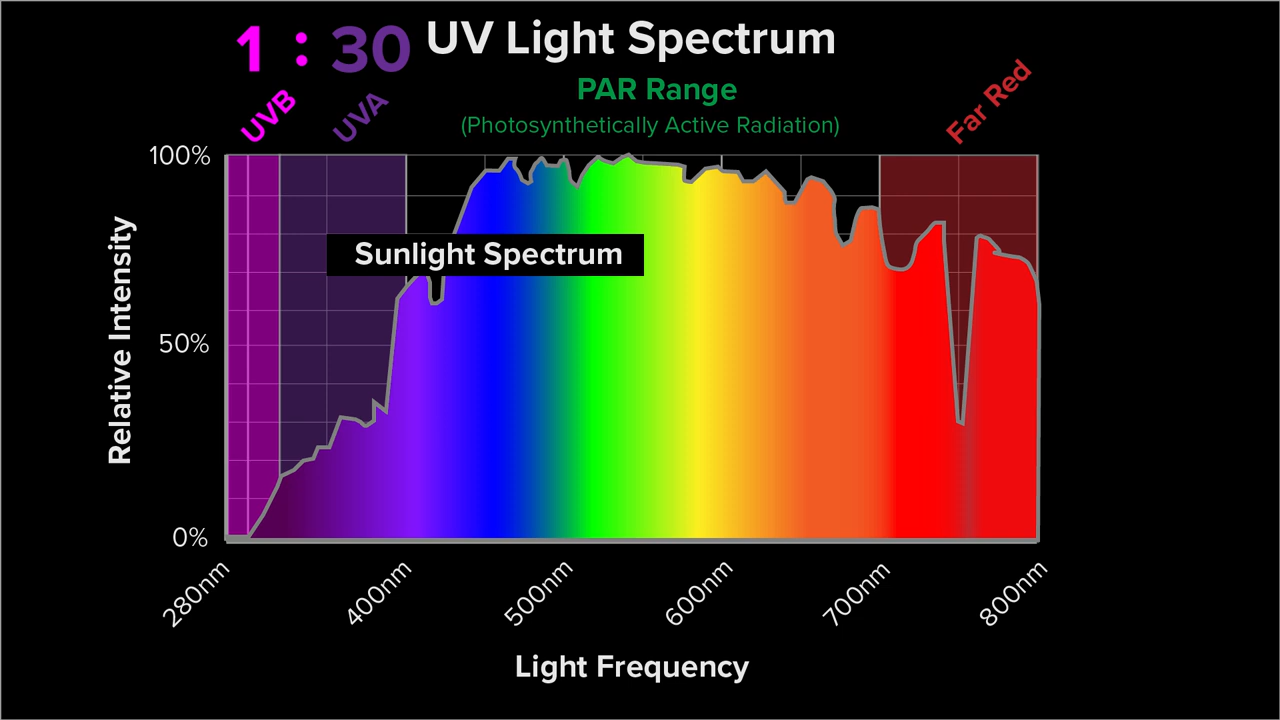 1 : 30 UV Light Spectrum
PAR Range
(Photosynthetically Active Radiation)
UVB
UVA
Far Red
100%
Sunlight Spectrum
Relative Intensity
50%
0%
280nm 400nm 500nm 600nm 700nm 800nm
Light Frequency